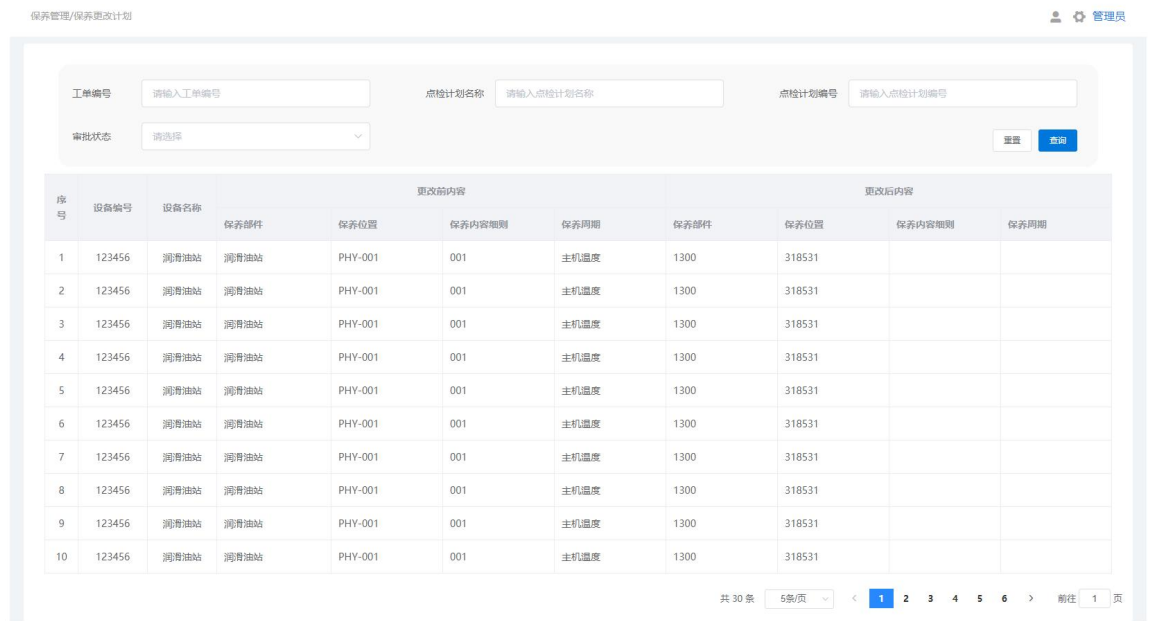 保养管理/保养更改计划 管理员
工单编号 请输入工单编号 点检计划名称 请输入点检计划名称 点检计划编号 请输入点检计划编号
审批状态 请选择 重置 查询
序号 设备编号 设备名称 更改前内容 更改后内容
保养部件 保养位置 保养内容细则 保养周期 保养部件 保养位置 保养内容细则 保养周期
1 123456 润滑油站 润滑油站 PHY-001 001 主机温度 1300 318531
2 123456 润滑油站 润滑油站 PHY-001 001 主机温度 1300 318531
3 123456 润滑油站 润滑油站 PHY-001 001 主机温度 1300 318531
4 123456 润滑油站 润滑油站 PHY-001 001 主机温度 1300 318531
5 123456 润滑油站 润滑油站 PHY-001 001 主机温度 1300 318531
6 123456 润滑油站 润滑油站 PHY-001 001 主机温度 1300 318531
7 123456 润滑油站 润滑油站 PHY-001 001 主机温度 1300 318531
8 123456 润滑油站 润滑油站 PHY-001 001 主机温度 1300 318531
9 123456 润滑油站 润滑油站 PHY-001 001 主机温度 1300 318531
10 123456 润滑油站 润滑油站 PHY-001 001 主机温度 1300 318531
共 30 条 5条/页 < 1 2 3 4 5 6 > 前往 1 页